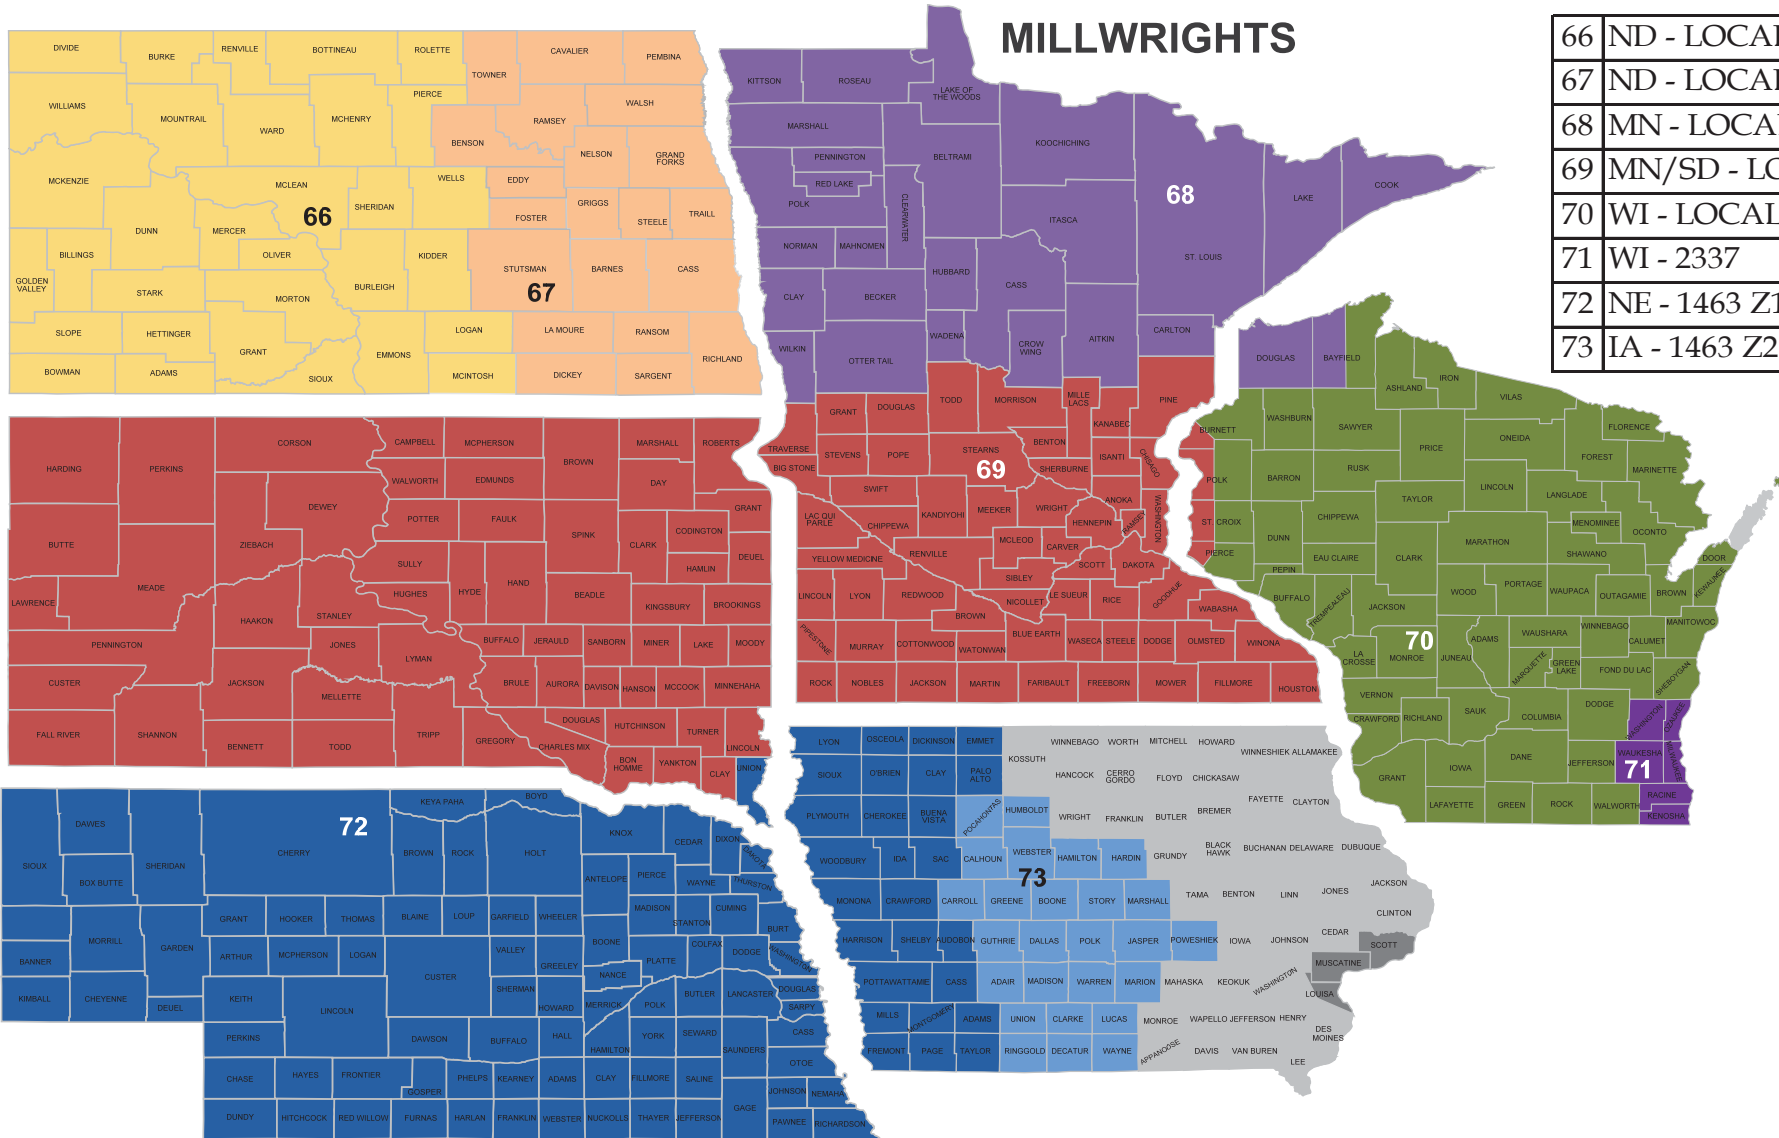 MILLWRIGHTS
66 ND - LOCAL
67 ND - LOCAL
68 MN - LOCAL
69 MN/SD - LO
70 WI - LOCAL
71 WI - 2337
72 NE - 1463 Z1
73 IA - 1463 Z2
DIVIDE BURKE RENVILLE BOTTINEAU ROLETTE TOWNER CAVALIER PEMBINA
WILLIAMS MOUNTRAIL WARD MCHENRY PIERCE BENSON RAMSEY WALSH
MCKENZIE MCLEAN SHERIDAN WELLS EDDY NELSON GRAND FORKS
66
DUNN MERCER OLIVER FOSTER GRIGGS STEELE TRAILL
GOLDEN VALLEY BILLINGS STARK MORTON BURLEIGH KIDDER STUTSMAN BARNES CASS
67
SLOPE HETTINGER GRANT EMMONS LOGAN LA MOURE RANSOM RICHLAND
BOWMAN ADAMS SIOUX MCINTOSH DICKEY SARGENT
KITTSON ROSEAU LAKE OF THE WOODS
MARSHALL BELTRAMI KOOCHICHING
PENNINGTON RED LAKE POLK CLEARWATER ITASCA ST. LOUIS LAKE COOK
68
NORMAN MAHNOMEN HUBBARD CASS
CLAY BECKER WADENA CROW WING AITKIN CARLTON
WILKIN OTTER TAIL
GRANT DOUGLAS TODD MORRISON MILLE LACS KANABEC PINE
TRAVERSE STEVENS POPE STEARNS BENTON ISANTI CHISAGO
69
BIG STONE SWIFT SHERBURNE ANOKA WASHINGTON
LAC QUI PARLE CHIPPEWA KANDIYOHI MEEKER WRIGHT HENNEPIN RAMSEY
YELLOW MEDICINE RENVILLE MCLEOD CARVER SCOTT DAKOTA
LINCOLN LYON REDWOOD SIBLEY NICOLLET LE SUEUR RICE GOODHUE WABASHA
PIPESTONE MURRAY COTTONWOOD BROWN WATONWAN BLUE EARTH WASECA STEELE DODGE OLMSTED WINONA
ROCK NOBLES JACKSON MARTIN FARIBAULT FREEBORN MOWER FILLMORE HOUSTON
HARDING PERKINS CORSON CAMPBELL MCPHERSON BROWN MARSHALL ROBERTS
DEWEY WALWORTH EDMUNDS DAY GRANT
BUTTE ZIEBACH POTTER FAULK SPINK CLARK CODINGTON DEUEL
MEADE SULLY HAMLIN
LAWRENCE HAAKON STANLEY HUGHES HYDE HAND BEADLE KINGSBURY BROOKINGS
PENNINGTON JONES LYMAN BUFFALO JERAULD SANBORN MINER LAKE MOODY
CUSTER JACKSON MELLETTE BRULE AURORA DAVISON HANSON MCCOOK MINNEHAHA
FALL RIVER SHANNON BENNETT TODD TRIPP GREGORY CHARLES MIX DOUGLAS HUTCHINSON TURNER LINCOLN
BON HOMME YANKTON CLAY UNION
DOUGLAS BAYFIELD ASHLAND IRON VILAS
BURNETT WASHBURN SAWYER PRICE ONEIDA FLORENCE
POLK BARRON RUSK TAYLOR LINCOLN LANGLADE FOREST MARINETTE
ST. CROIX DUNN CHIPPEWA CLARK MARATHON MENOMINEE OCONTO
PIERCE PEPIN EAU CLAIRE SHAWANO DOOR
BUFFALO TREMPEALEAU JACKSON WOOD PORTAGE WAUPACA OUTAGAMIE BROWN KEWAUNEE
70
LA CROSSE MONROE JUNEAU ADAMS WAUSHARA WINNEBAGO CALUMET MANITOWOC
VERNON MARQUETTE GREEN LAKE FOND DU LAC SHEBOYGAN
CRAWFORD RICHLAND SAUK COLUMBIA DODGE WASHINGTON OZAUKEE
GRANT IOWA DANE JEFFERSON WAUKESHA MILWAUKEE
71
LAFAYETTE GREEN ROCK WALWORTH RACINE KENOSHA
72
SIOUX DAWES BOX BUTTE SHERIDAN CHERRY KEYA PAHA BOYD
BROWN ROCK HOLT KNOX CEDAR DIXON DAKOTA
ANTELOPE PIERCE WAYNE THURSTON
GRANT HOOKER THOMAS BLAINE LOUP GARFIELD WHEELER MADISON STANTON CUMING BURT
BANNER MORRILL GARDEN ARTHUR MCPHERSON LOGAN CUSTER VALLEY GREELEY BOONE NANCE PLATTE COLFAX DODGE WASHINGTON
KIMBALL CHEYENNE DEUEL KEITH LINCOLN SHERMAN HOWARD MERRICK POLK BUTLER LANCASTER DOUGLAS SARPY
PERKINS DAWSON BUFFALO HALL HAMILTON YORK SEWARD SAUNDERS CASS
CHASE HAYES FRONTIER GOSPER PHELPS KEARNEY ADAMS CLAY FILLMORE SALINE OTOE
DUNDY HITCHCOCK RED WILLOW FURNAS HARLAN FRANKLIN WEBSTER NUCKOLLS THAYER JEFFERSON GAGE JOHNSON NEMAHA
PAWNEE RICHARDSON
LYON OSCEOLA DICKINSON EMMET WINNEBAGO WORTH MITCHELL HOWARD WINNESHIEK ALLAMAKEE
SIOUX O'BRIEN CLAY PALO ALTO KOSSUTH HANCOCK CERRO GORDO FLOYD CHICKASAW
PLYMOUTH CHEROKEE BUENA VISTA POCAHONTAS HUMBOLDT WRIGHT FRANKLIN BUTLER BREMER FAYETTE CLAYTON
WOODBURY IDA SAC CALHOUN WEBSTER HAMILTON HARDIN GRUNDY BLACK HAWK BUCHANAN DELAWARE DUBUQUE
73
MONONA CRAWFORD CARROLL GREENE BOONE STORY MARSHALL TAMA BENTON LINN JONES JACKSON
CLINTON
HARRISON SHELBY AUDOBON GUTHRIE DALLAS POLK JASPER POWESHIEK IOWA JOHNSON CEDAR SCOTT
MUSCATINE
POTTAWATTAMIE CASS ADAIR MADISON WARREN MARION MAHASKA KEOKUK WASHINGTON LOUISA
MILLS MONTGOMERY ADAMS UNION CLARKE LUCAS MONROE WAPELLO JEFFERSON HENRY DES MOINES
FREMONT PAGE TAYLOR RINGGOLD DECATUR WAYNE APPANOOSE DAVIS VAN BUREN LEE